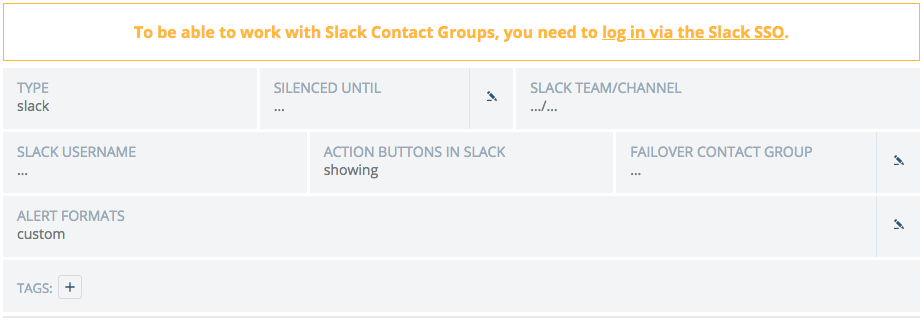 To be able to work with Slack Contact Groups, you need to log in via the Slack SSO.
TYPE
slack
SILENCED UNTIL
...
SLACK TEAM/CHANNEL
.../...
SLACK USERNAME
...
ACTION BUTTONS IN SLACK
showing
FAILOVER CONTACT GROUP
...
ALERT FORMATS
custom
TAGS: +